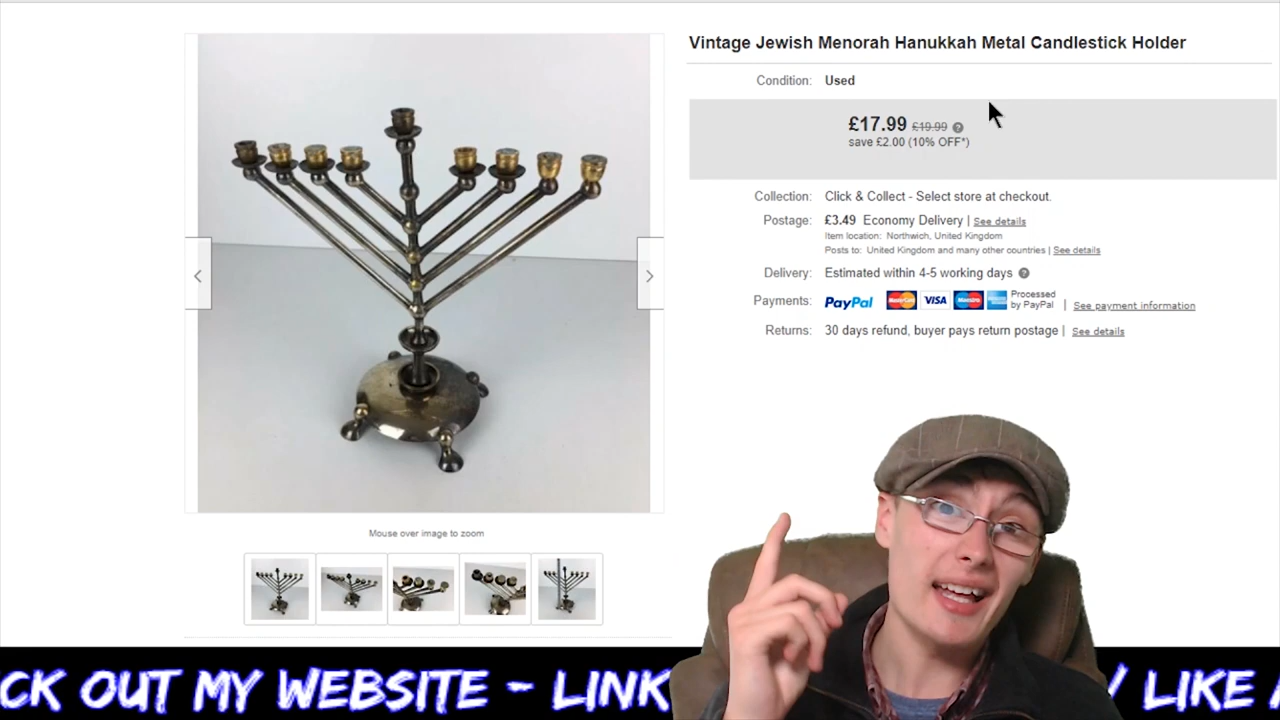 Vintage Jewish Menorah Hanukkah Metal Candlestick Holder
Condition: Used
£17.99 £19.99 ?
save £2.00 (10% OFF*)
Collection: Click & Collect - Select store at checkout.
Postage: £3.49 Economy Delivery | See details
Item location: Northwich, United Kingdom
Posts to: United Kingdom and many other countries | See details
Delivery: Estimated within 4-5 working days ?
Payments: PayPal MasterCard VISA Maestro Processed by PayPal | See payment information
Returns: 30 days refund, buyer pays return postage | See details
Mouse over image to zoom
CK OUT MY WEBSITE - LINK / LIKE A